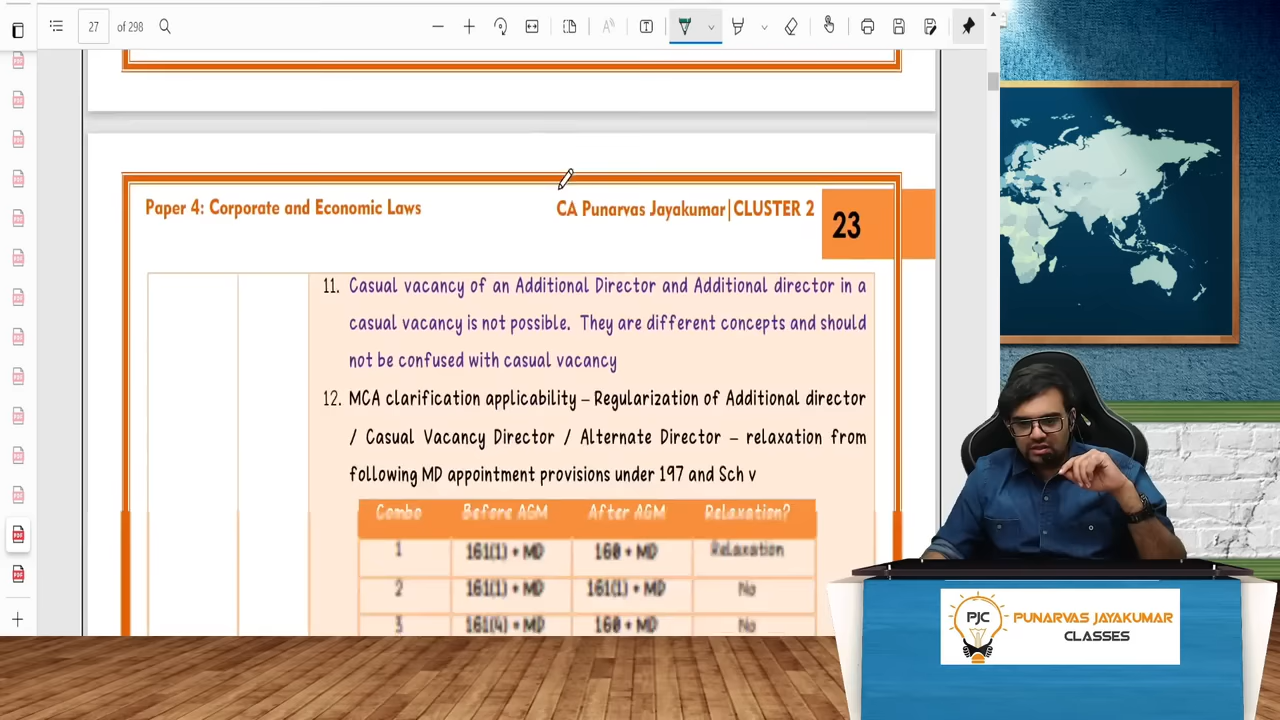 27 of 298
Paper 4: Corporate and Economic Laws
CA Punarvas Jayakumar|CLUSTER 2
23
11. Casual vacancy of an Additional Director and Additional director in a
casual vacancy is not possible. They are different concepts and should
not be confused with casual vacancy
12. MCA clarification applicability – Regularization of Additional director
/ Casual Vacancy Director / Alternate Director – relaxation from
following MD appointment provisions under 197 and Sch v
Combo Before AGM After AGM Relaxation?
1 161(1) + MD 160 + MD Relaxation
2 161(1) + MD 161(1) + MD No
3 161(4) + MD 160 + MD No
PJC
PUNARVAS JAYAKUMAR
CLASSES